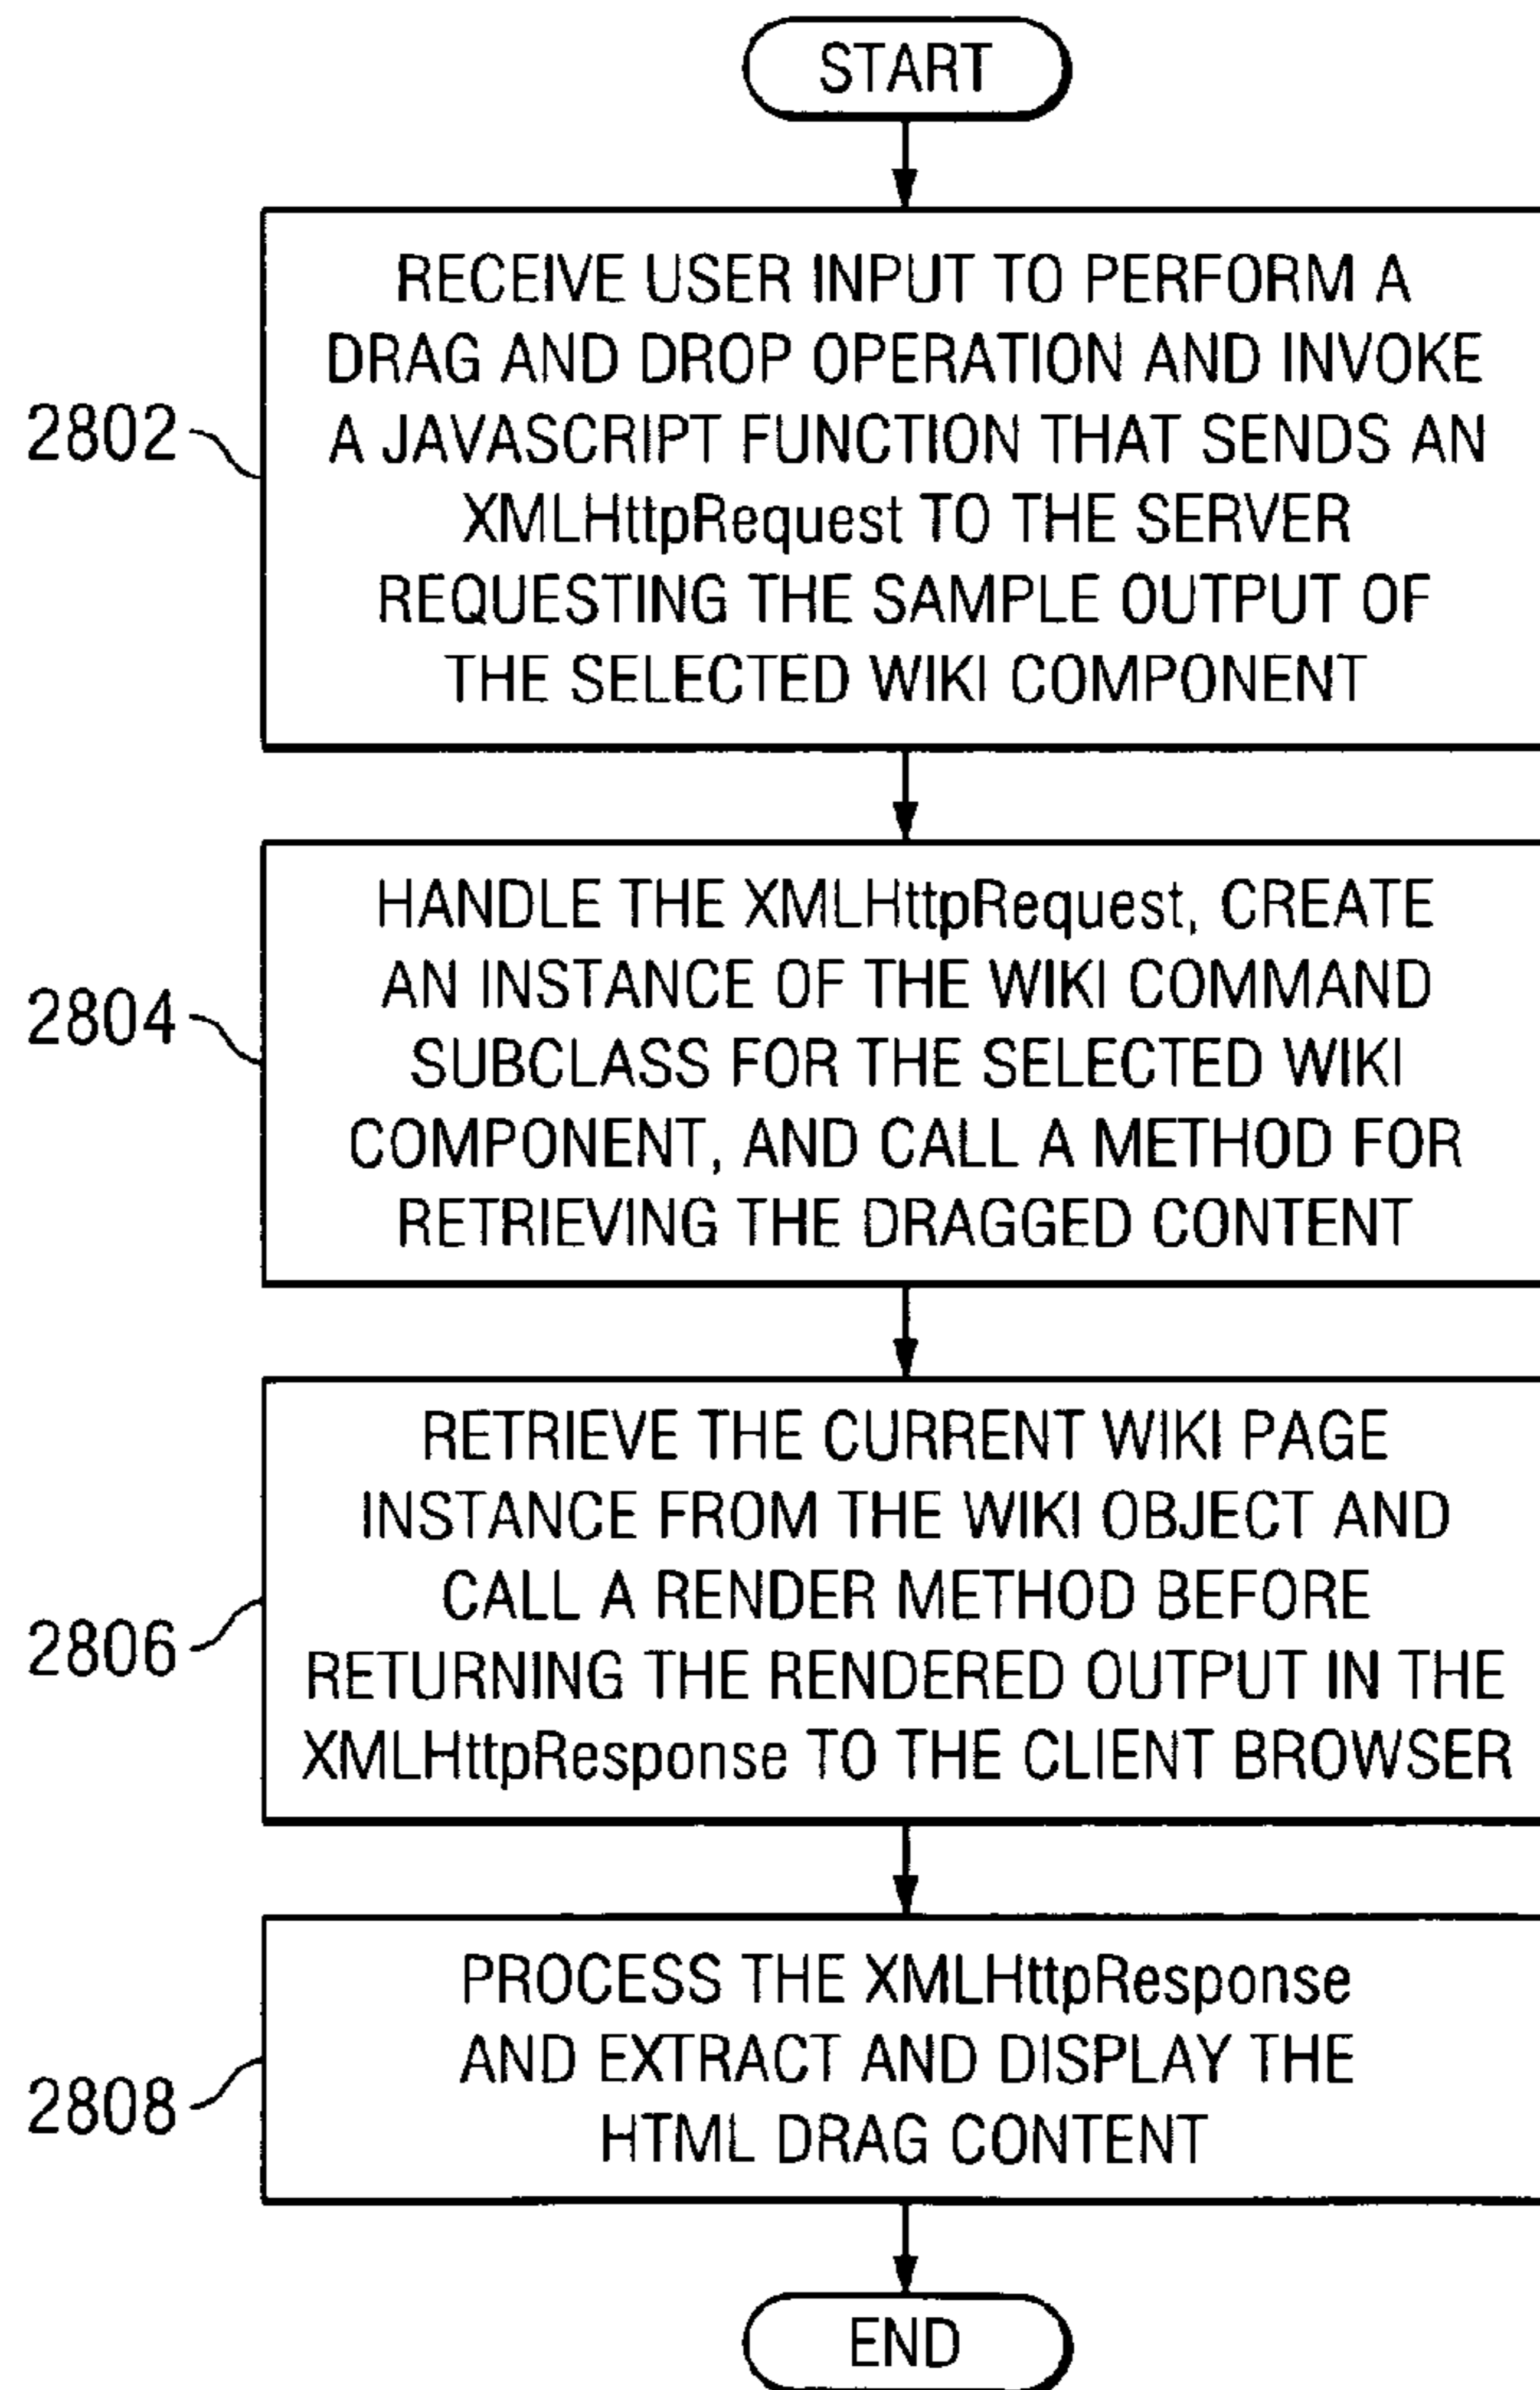 START
RECEIVE USER INPUT TO PERFORM A
DRAG AND DROP OPERATION AND INVOKE
A JAVASCRIPT FUNCTION THAT SENDS AN
XMLHttpRequest TO THE SERVER
REQUESTING THE SAMPLE OUTPUT OF
THE SELECTED WIKI COMPONENT
2802
HANDLE THE XMLHttpRequest, CREATE
AN INSTANCE OF THE WIKI COMMAND
SUBCLASS FOR THE SELECTED WIKI
COMPONENT, AND CALL A METHOD FOR
RETRIEVING THE DRAGGED CONTENT
2804
RETRIEVE THE CURRENT WIKI PAGE
INSTANCE FROM THE WIKI OBJECT AND
CALL A RENDER METHOD BEFORE
RETURNING THE RENDERED OUTPUT IN THE
XMLHttpResponse TO THE CLIENT BROWSER
2806
PROCESS THE XMLHttpResponse
AND EXTRACT AND DISPLAY THE
HTML DRAG CONTENT
2808
END